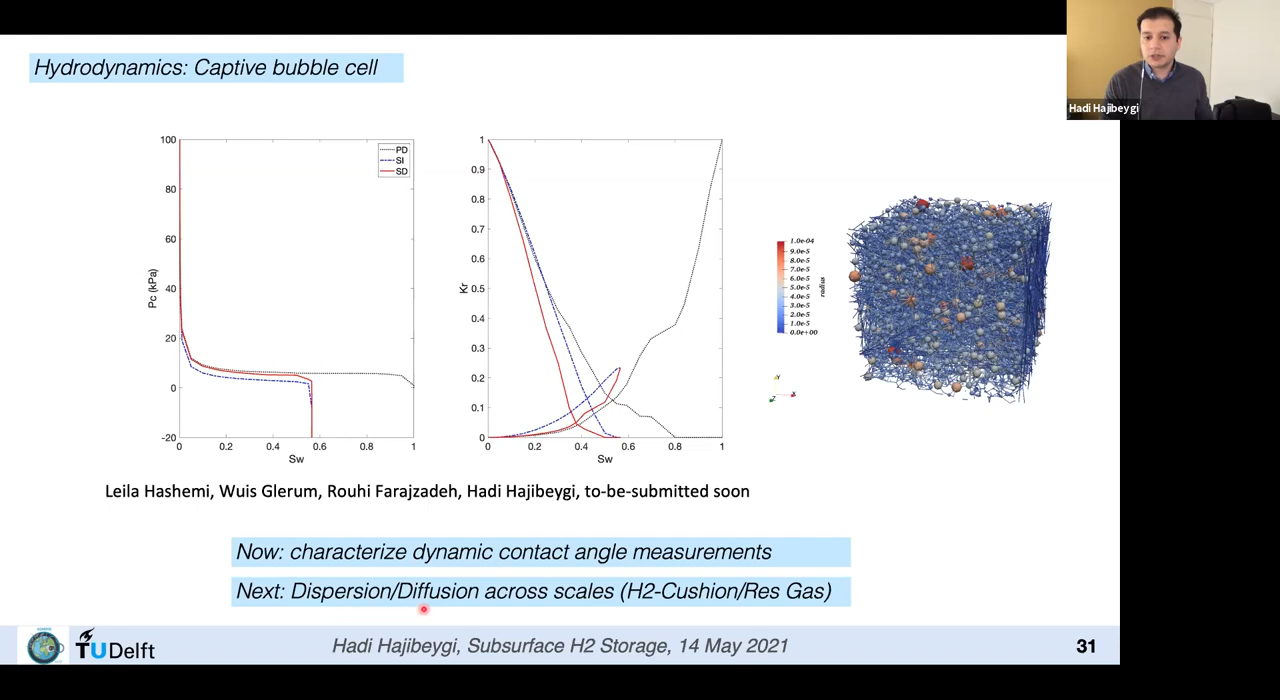 Hydrodynamics: Captive bubble cell
Hadi Hajibeygi
100
80
60
40
20
0
-20
Pc (kPa)
0
0.2
0.4
0.6
0.8
1
Sw
PD
SI
SD
1
0.9
0.8
0.7
0.6
0.5
0.4
0.3
0.2
0.1
0
Kr
0
0.2
0.4
0.6
0.8
1
Sw
1.0e-04
9.0e-5
8.0e-5
7.0e-5
6.0e-5
5.0e-5
4.0e-5
3.0e-5
2.0e-5
1.0e-5
0.0e+00
radius
Y
X
Z
Leila Hashemi, Wuis Glerum, Rouhi Farajzadeh, Hadi Hajibeygi, to-be-submitted soon
Now: characterize dynamic contact angle measurements
Next: Dispersion/Diffusion across scales (H2-Cushion/Res Gas)
TUDelft
Hadi Hajibeygi, Subsurface H2 Storage, 14 May 2021
31